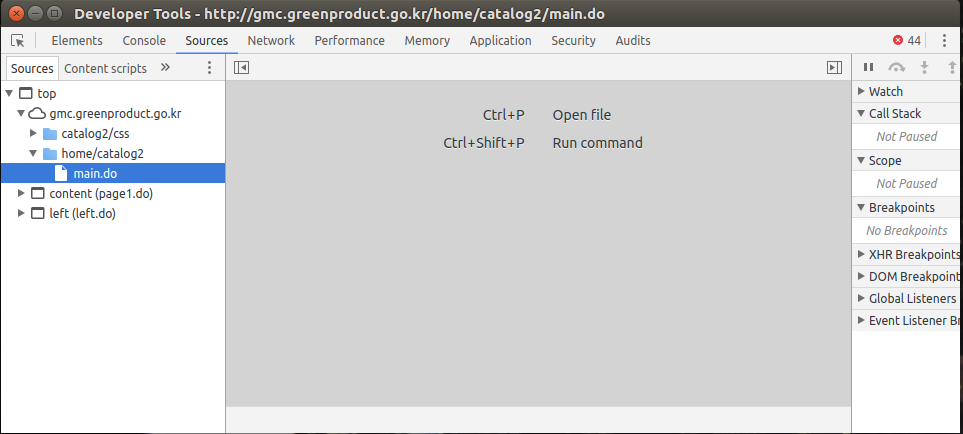 Developer Tools - http://gmc.greenproduct.go.kr/home/catalog2/main.do
Elements Console Sources Network Performance Memory Application Security Audits 44
Sources Content scripts »
top
gmc.greenproduct.go.kr
catalog2/css
home/catalog2
main.do
content (page1.do)
left (left.do)
Ctrl+P Open file
Ctrl+Shift+P Run command
Watch
Call Stack
Not Paused
Scope
Not Paused
Breakpoints
No Breakpoints
XHR Breakpoints
DOM Breakpoint
Global Listeners
Event Listener Br